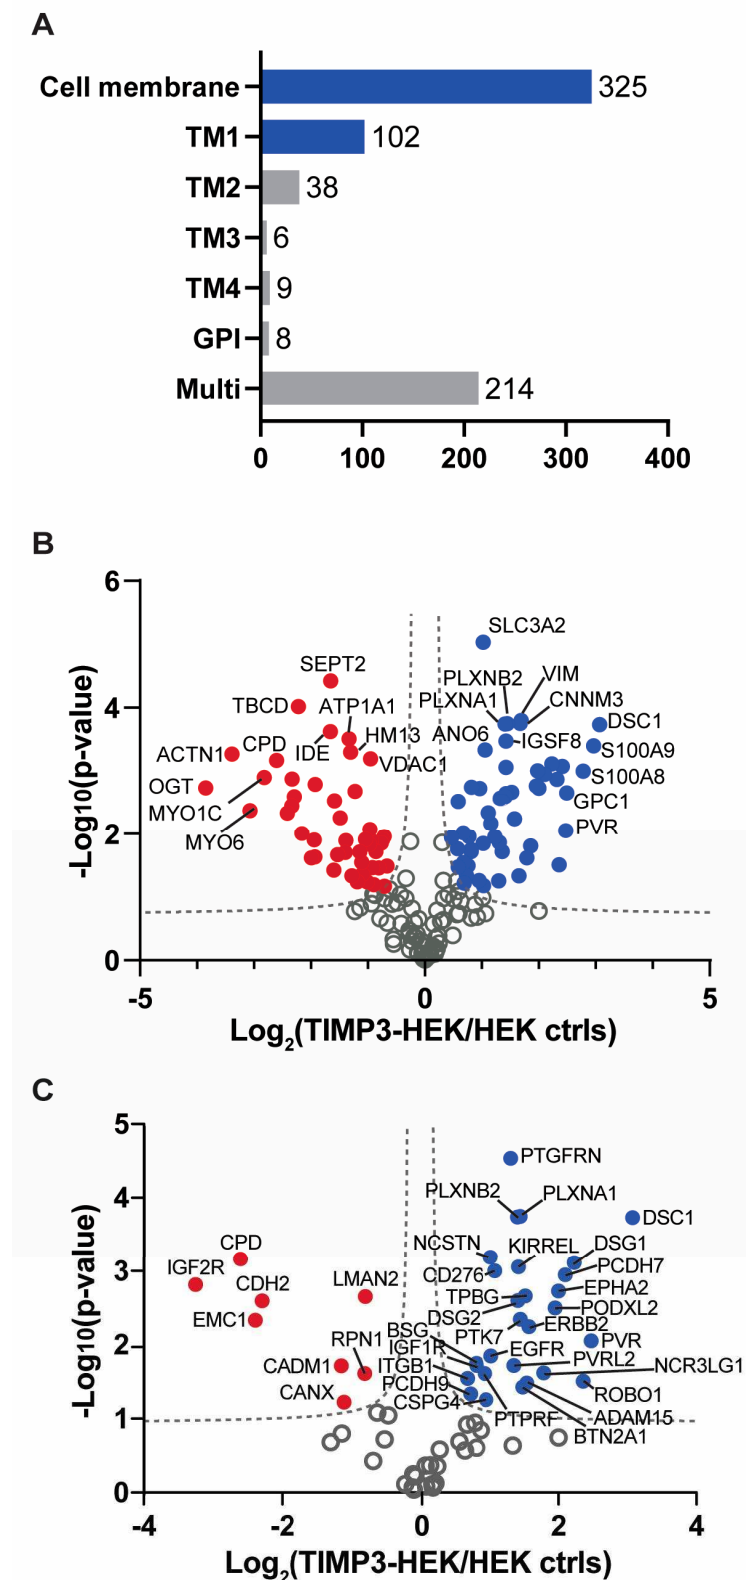 A
Cell membrane 325
TM1 102
TM2 38
TM3 6
TM4 9
GPI 8
Multi 214
0 100 200 300 400
B
-Log10(p-value)
6
4
2
0
SLC3A2
SEPT2
PLXNB2 VIM
TBCD ATP1A1 PLXNA1 CNNM3
DSC1
ACTN1 CPD IDE HM13 ANO6 IGSF8
S100A9
VDAC1
OGT S100A8
MYO1C GPC1
MYO6 PVR
-5 0 5
Log2(TIMP3-HEK/HEK ctrls)
C
-Log10(p-value)
5
4
3
2
1
0
PTGFRN
PLXNB2 PLXNA1
DSC1
CPD NCSTN KIRREL DSG1
IGF2R CD276 PCDH7
CDH2 LMAN2 TPBG EPHA2
EMC1 DSG2 PODXL2
BSG PTK7 ERBB2
RPN1 IGF1R EGFR PVR
CADM1 ITGB1 PVRL2 NCR3LG1
CANX PCDH9 ROBO1
CSPG4 PTPRF ADAM15
BTN2A1
-4 -2 0 2 4
Log2(TIMP3-HEK/HEK ctrls)